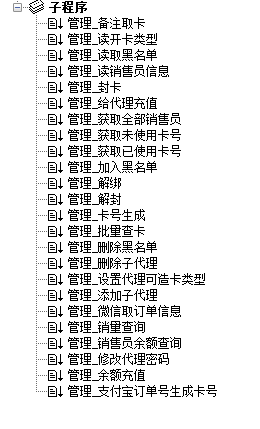 子程序
管理_备注取卡
管理_读开卡类型
管理_读取黑名单
管理_读销售员信息
管理_封卡
管理_给代理充值
管理_获取全部销售员
管理_获取未使用卡号
管理_获取已使用卡号
管理_加入黑名单
管理_解绑
管理_解封
管理_卡号生成
管理_批量查卡
管理_删除黑名单
管理_删除子代理
管理_设置代理可造卡类型
管理_添加子代理
管理_微信取订单信息
管理_销量查询
管理_销售员余额查询
管理_修改代理密码
管理_余额充值
管理_支付宝订单号生成卡号